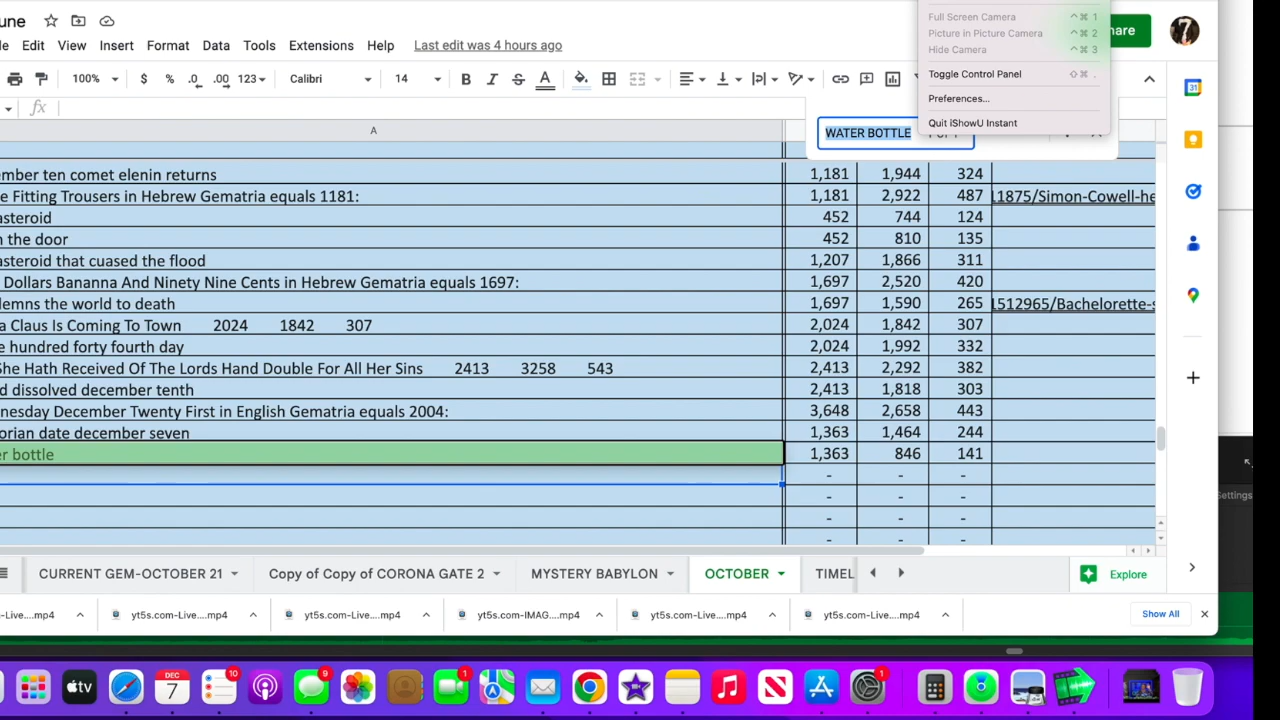 une
Full Screen Camera ^⌘ 1
Picture in Picture Camera ^⌘ 2
Hide Camera ^⌘ 3
hare
Edit View Insert Format Data Tools Extensions Help Last edit was 4 hours ago
Toggle Control Panel ⇧⌘ .
100% $ % .0 .00 123 Calibri 14 B I S A
Preferences...
fx
Quit iShowU Instant
WATER BOTTLE
A
ember ten comet elenin returns 1,181 1,944 324
e Fitting Trousers in Hebrew Gematria equals 1181: 1,181 2,922 487 11875/Simon-Cowell-he
asteroid 452 744 124
n the door 452 810 135
asteroid that cuased the flood 1,207 1,866 311
Dollars Bananna And Ninety Nine Cents in Hebrew Gematria equals 1697: 1,697 2,520 420
lemns the world to death 1,697 1,590 265 1512965/Bachelorette-s
a Claus Is Coming To Town 2024 1842 307 2,024 1,842 307
e hundred forty fourth day 2,024 1,992 332
She Hath Received Of The Lords Hand Double For All Her Sins 2413 3258 543 2,413 2,292 382
d dissolved december tenth 2,413 1,818 303
nesday December Twenty First in English Gematria equals 2004: 3,648 2,658 443
orian date december seven 1,363 1,464 244
er bottle 1,363 846 141
- - -
- - -
- - -
- - -
Settings
CURRENT GEM-OCTOBER 21 Copy of Copy of CORONA GATE 2 MYSTERY BABYLON OCTOBER TIMEL Explore
g-Live....mp4 yt5s.com-Live....mp4 yt5s.com-Live....mp4 yt5s.com-IMAG...mp4 yt5s.com-Live....mp4 yt5s.com-Live....mp4 Show All
tv DEC 7 10 9 1 1